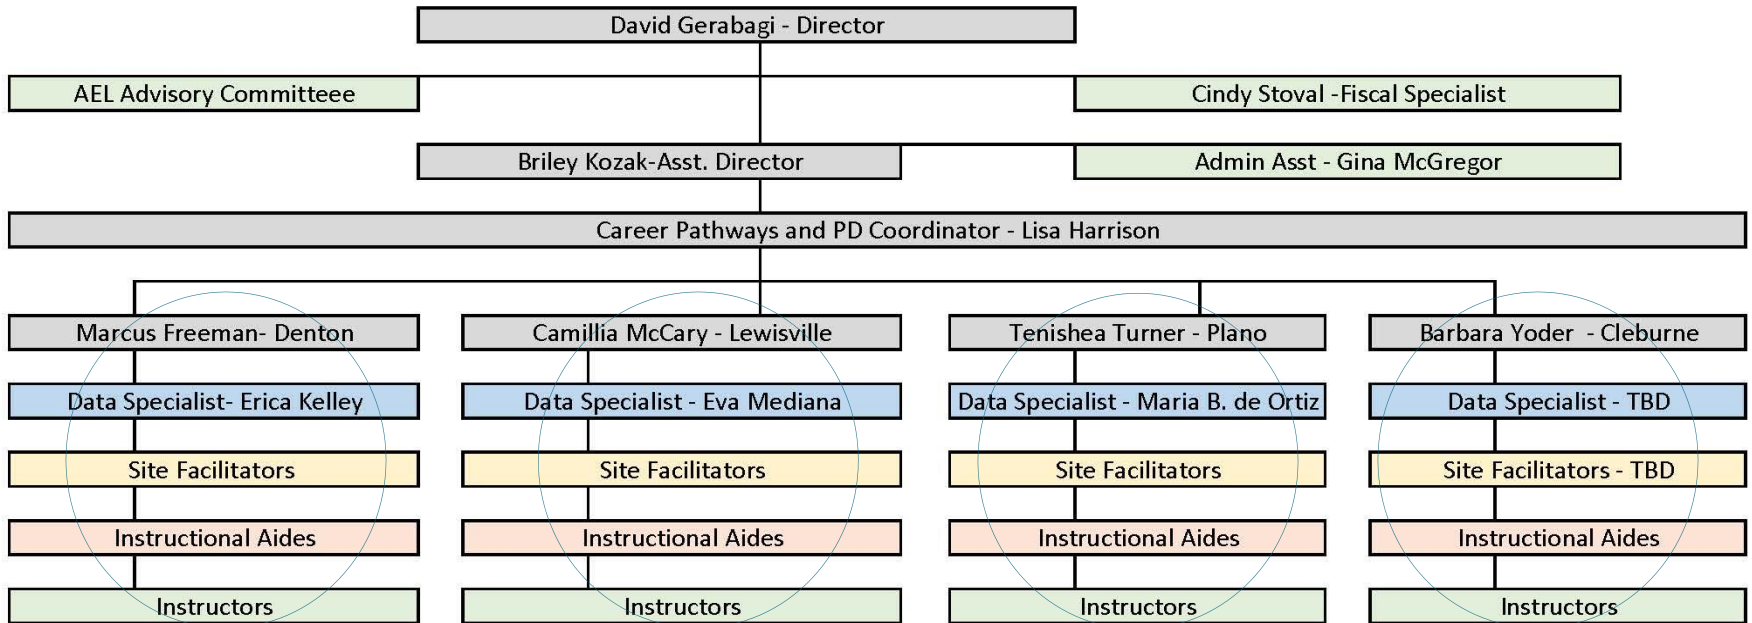 David Gerabagi - Director
AEL Advisory Committeee
Cindy Stoval -Fiscal Specialist
Briley Kozak-Asst. Director
Admin Asst - Gina McGregor
Career Pathways and PD Coordinator - Lisa Harrison
Marcus Freeman- Denton
Camillia McCary - Lewisville
Tenishea Turner - Plano
Barbara Yoder - Cleburne
Data Specialist- Erica Kelley
Data Specialist - Eva Mediana
Data Specialist - Maria B. de Ortiz
Data Specialist - TBD
Site Facilitators
Site Facilitators
Site Facilitators
Site Facilitators - TBD
Instructional Aides
Instructional Aides
Instructional Aides
Instructional Aides
Instructors
Instructors
Instructors
Instructors